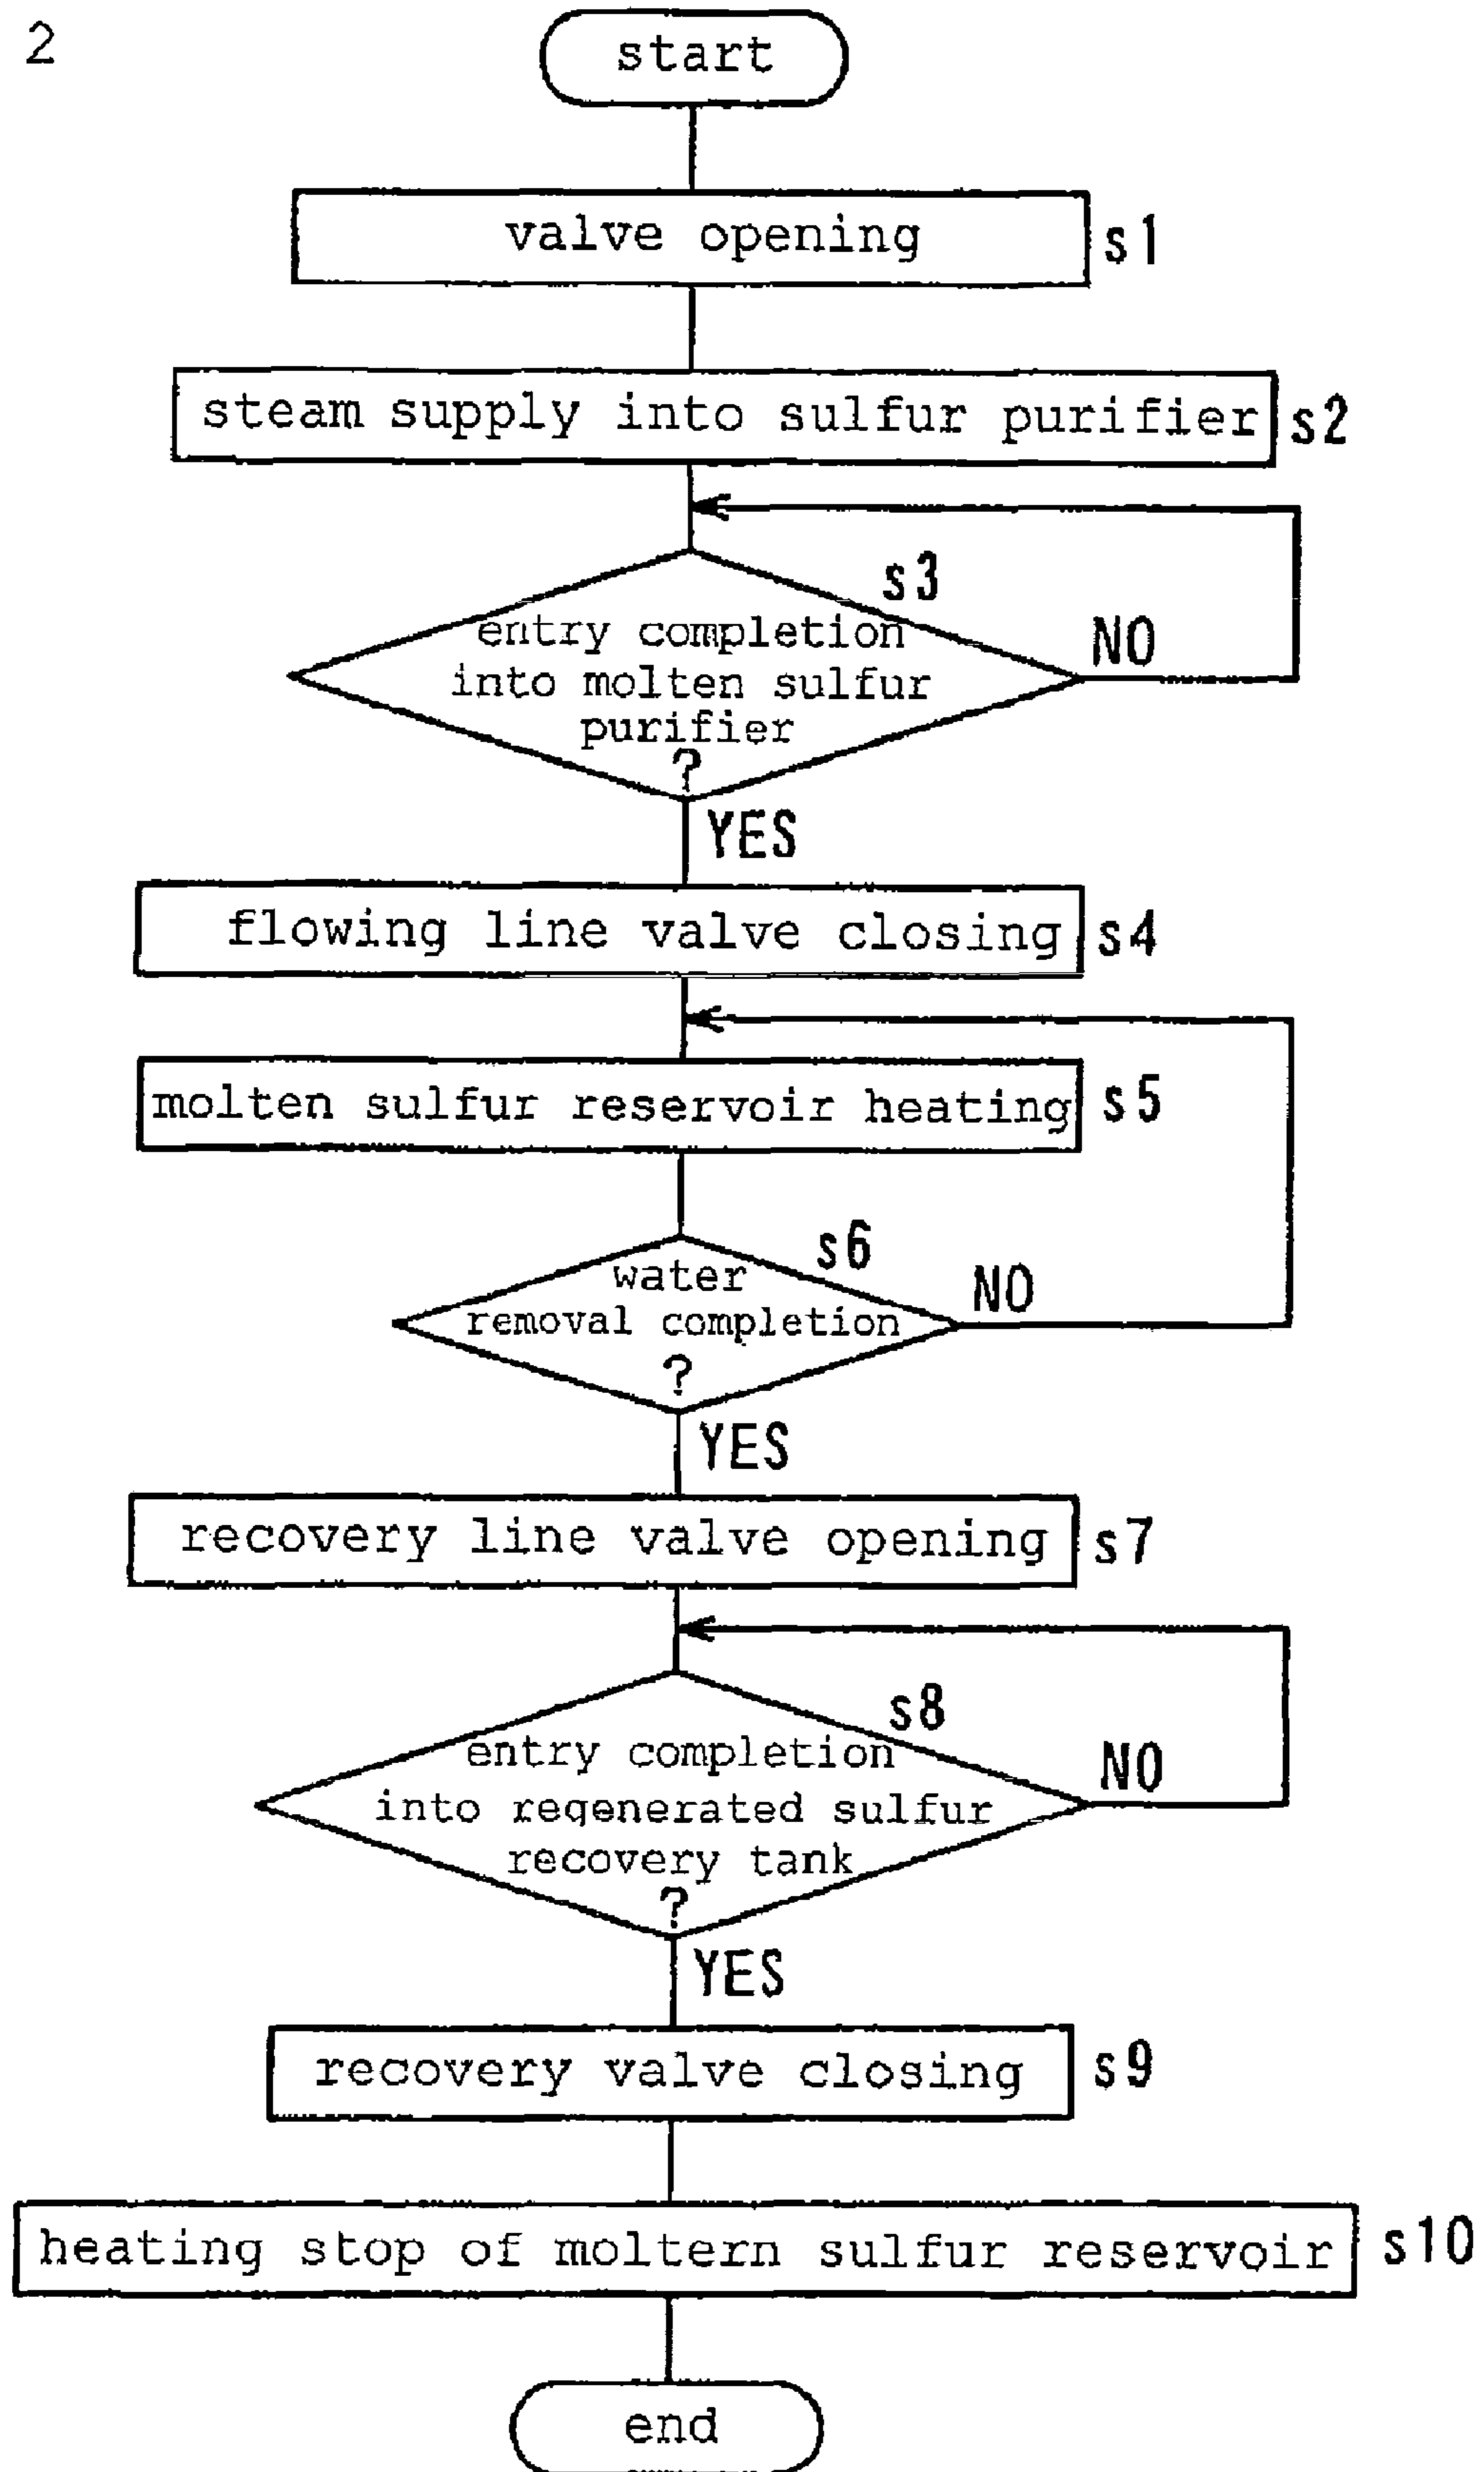 2
start
valve opening
s1
steam supply into sulfur purifier
s2
s3
entry completion
into molten sulfur
purifier
?
NO
YES
flowing line valve closing
s4
molten sulfur reservoir heating
s5
s6
water
removal completion
?
NO
YES
recovery line valve opening
s7
s8
entry completion
into regenerated sulfur
recovery tank
?
NO
YES
recovery valve closing
s9
heating stop of moltern sulfur reservoir
s10
end